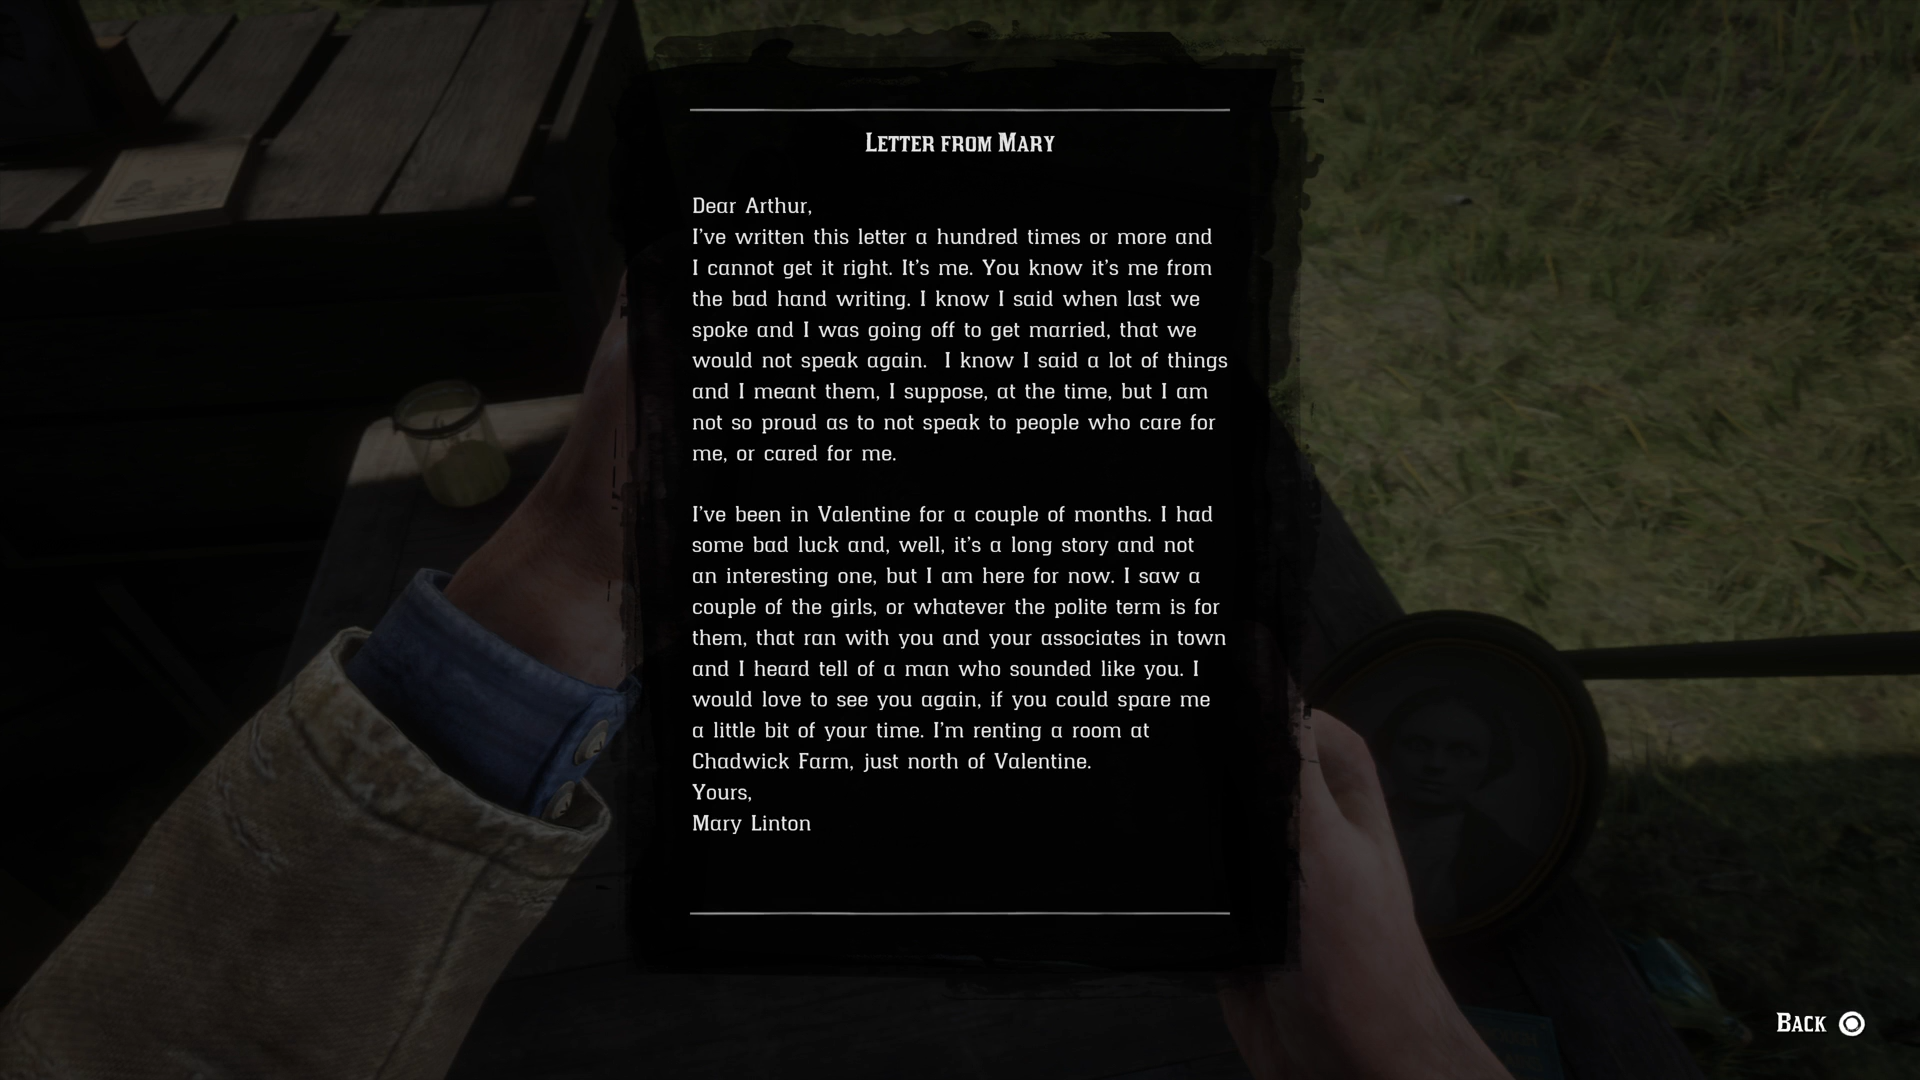 Letter from Mary
Dear Arthur,
I've written this letter a hundred times or more and
I cannot get it right. It's me. You know it's me from
the bad hand writing. I know I said when last we
spoke and I was going off to get married, that we
would not speak again.  I know I said a lot of things
and I meant them, I suppose, at the time, but I am
not so proud as to not speak to people who care for
me, or cared for me.
I've been in Valentine for a couple of months. I had
some bad luck and, well, it's a long story and not
an interesting one, but I am here for now. I saw a
couple of the girls, or whatever the polite term is for
them, that ran with you and your associates in town
and I heard tell of a man who sounded like you. I
would love to see you again, if you could spare me
a little bit of your time. I'm renting a room at
Chadwick Farm, just north of Valentine.
Yours,
Mary Linton
Back